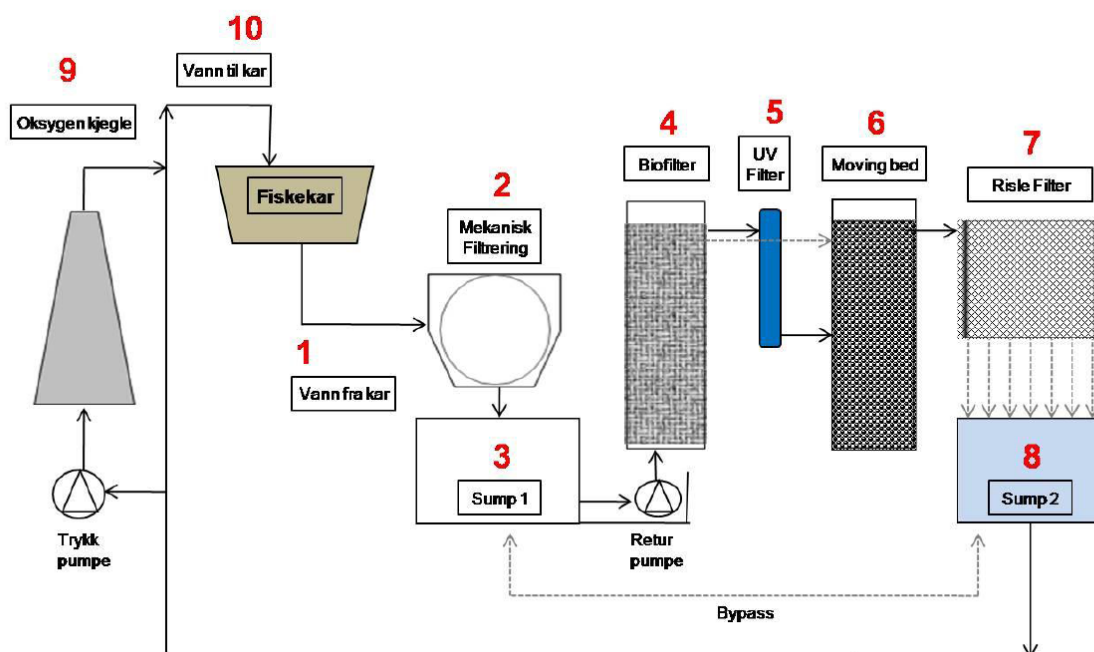 10
Vann til kar
9
Oksygen kjegle
Fiskekar
2
Mekanisk
Filtrering
1
Vann fra kar
3
Sump 1
4
Biofilter
5
UV
Filter
6
Moving bed
7
Risle Filter
8
Sump 2
Trykk
pumpe
Retur
pumpe
Bypass